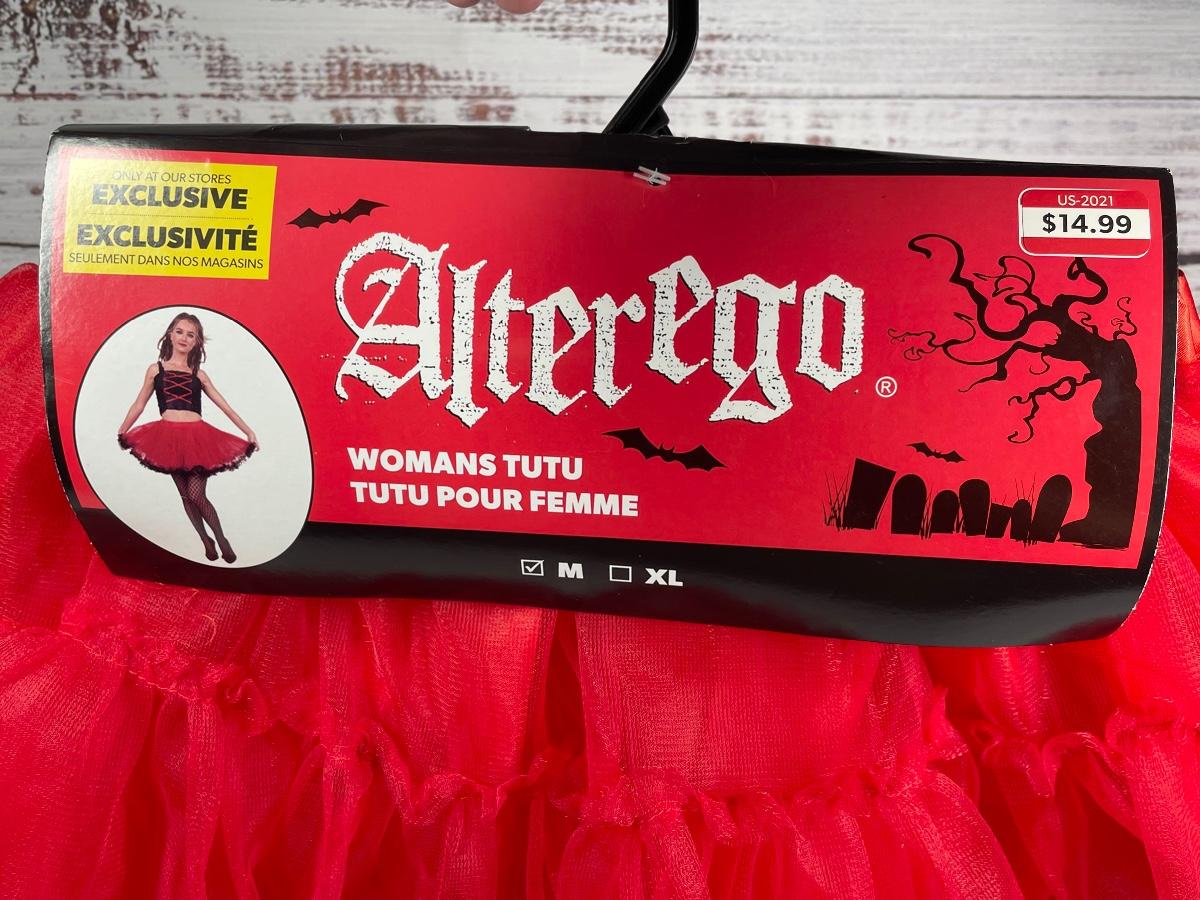 ONLY AT OUR STORES
EXCLUSIVE
EXCLUSIVITÉ
SEULEMENT DANS NOS MAGASINS
US-2021
$14.99
Alterego®
WOMANS TUTU
TUTU POUR FEMME
☑ M ☐ XL